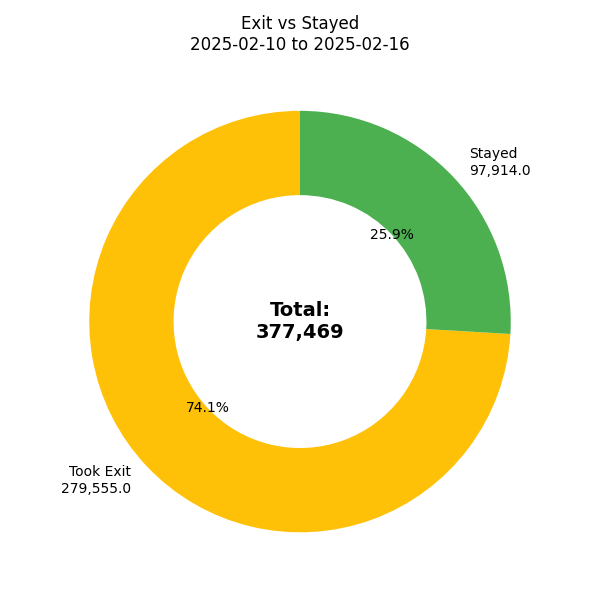 Exit vs Stayed
2025-02-10 to 2025-02-16
Stayed
97,914.0
25.9%
Total:
377,469
74.1%
Took Exit
279,555.0